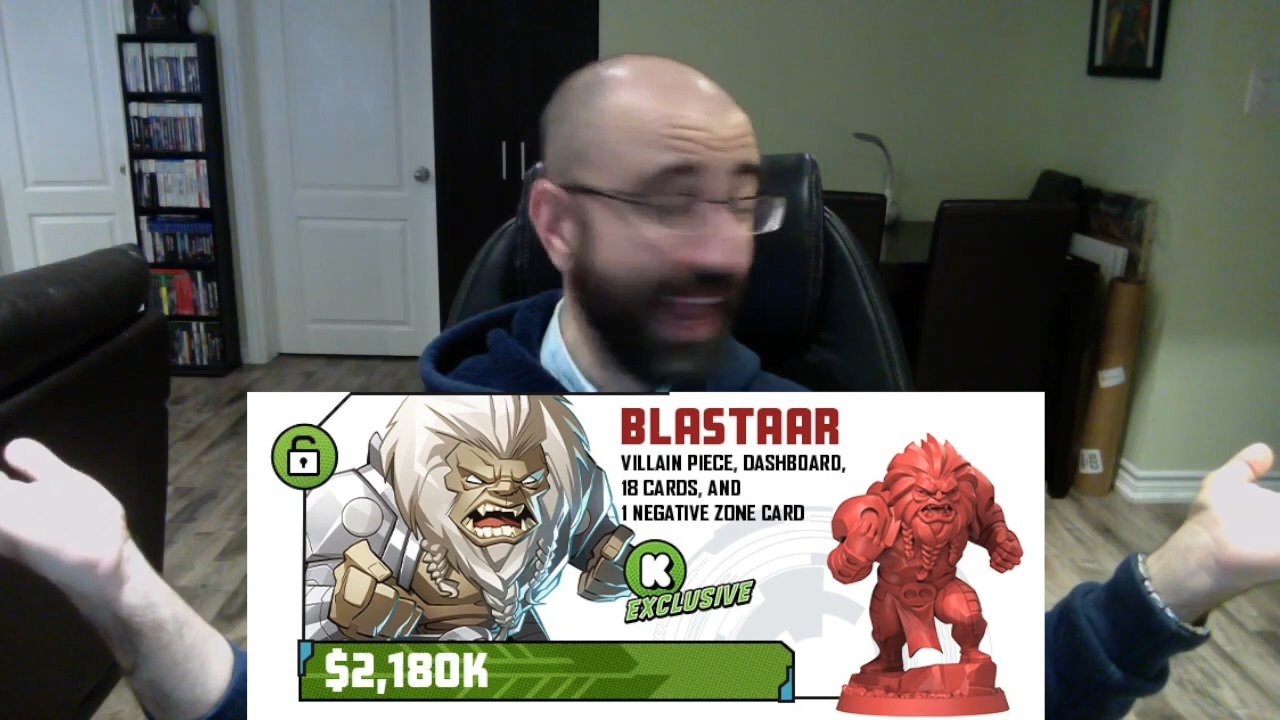 BLASTAAR
VILLAIN PIECE, DASHBOARD,
18 CARDS, AND
1 NEGATIVE ZONE CARD
K
EXCLUSIVE
$2,180K